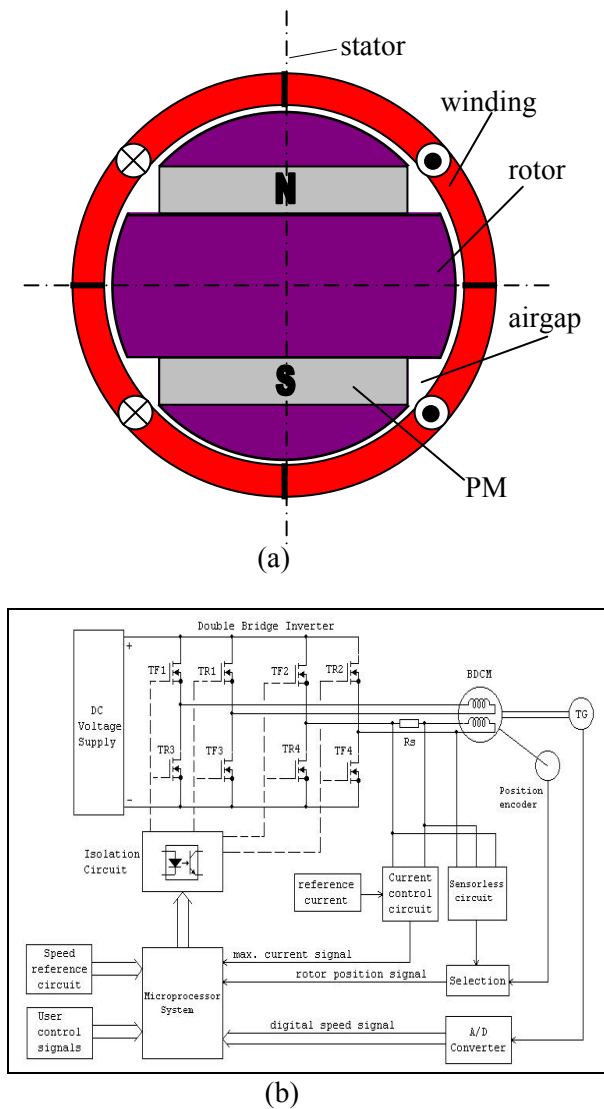 stator
winding
N
rotor
airgap
S
PM
(a)
Double Bridge Inverter
+
TF1
TR1
TF2
TR2
BDCM
DC
Voltage
Supply
TG
TR3
TF3
TR4
TF4
Rs
Position
encoder
-
Isolation
Circuit
reference
current
Current
control
circuit
Sensorless
circuit
Speed
reference
circuit
max. current signal
rotor position signal
Selection
Microprocessor
System
User
control
signals
digital speed signal
A/D
Converter
(b)